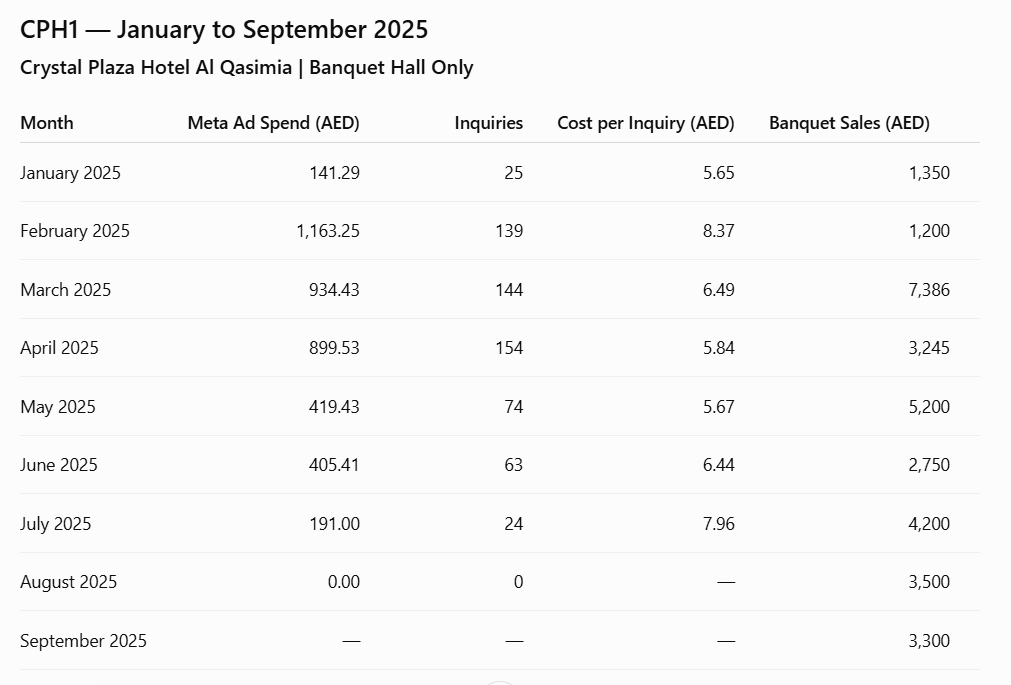 CPH1 — January to September 2025
Crystal Plaza Hotel Al Qasimia | Banquet Hall Only
Month Meta Ad Spend (AED) Inquiries Cost per Inquiry (AED) Banquet Sales (AED)
January 2025 141.29 25 5.65 1,350
February 2025 1,163.25 139 8.37 1,200
March 2025 934.43 144 6.49 7,386
April 2025 899.53 154 5.84 3,245
May 2025 419.43 74 5.67 5,200
June 2025 405.41 63 6.44 2,750
July 2025 191.00 24 7.96 4,200
August 2025 0.00 0 — 3,500
September 2025 — — — 3,300